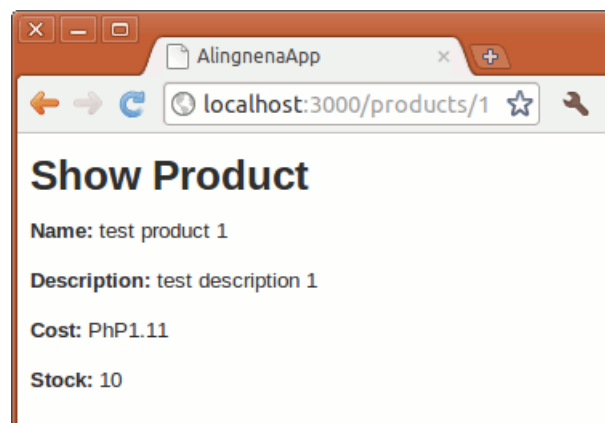 AlingnenaApp
localhost:3000/products/1
Show Product
Name: test product 1
Description: test description 1
Cost: PhP1.11
Stock: 10